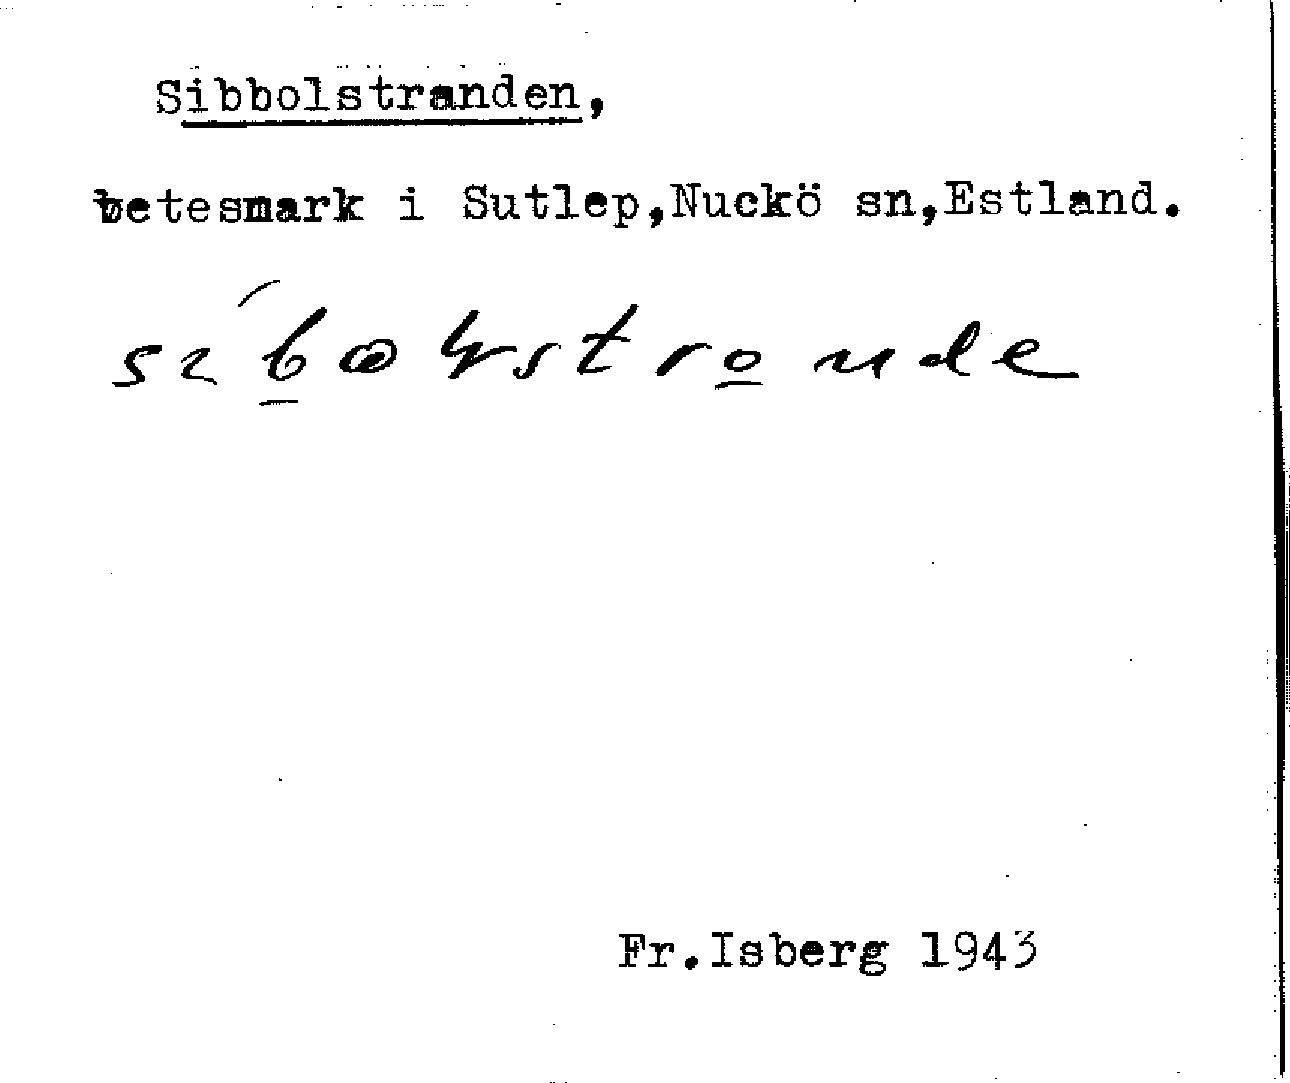 Sibbolstranden,
betesmark i Sutlep,Nuckö sn,Estland.
Fr.Isberg 1943